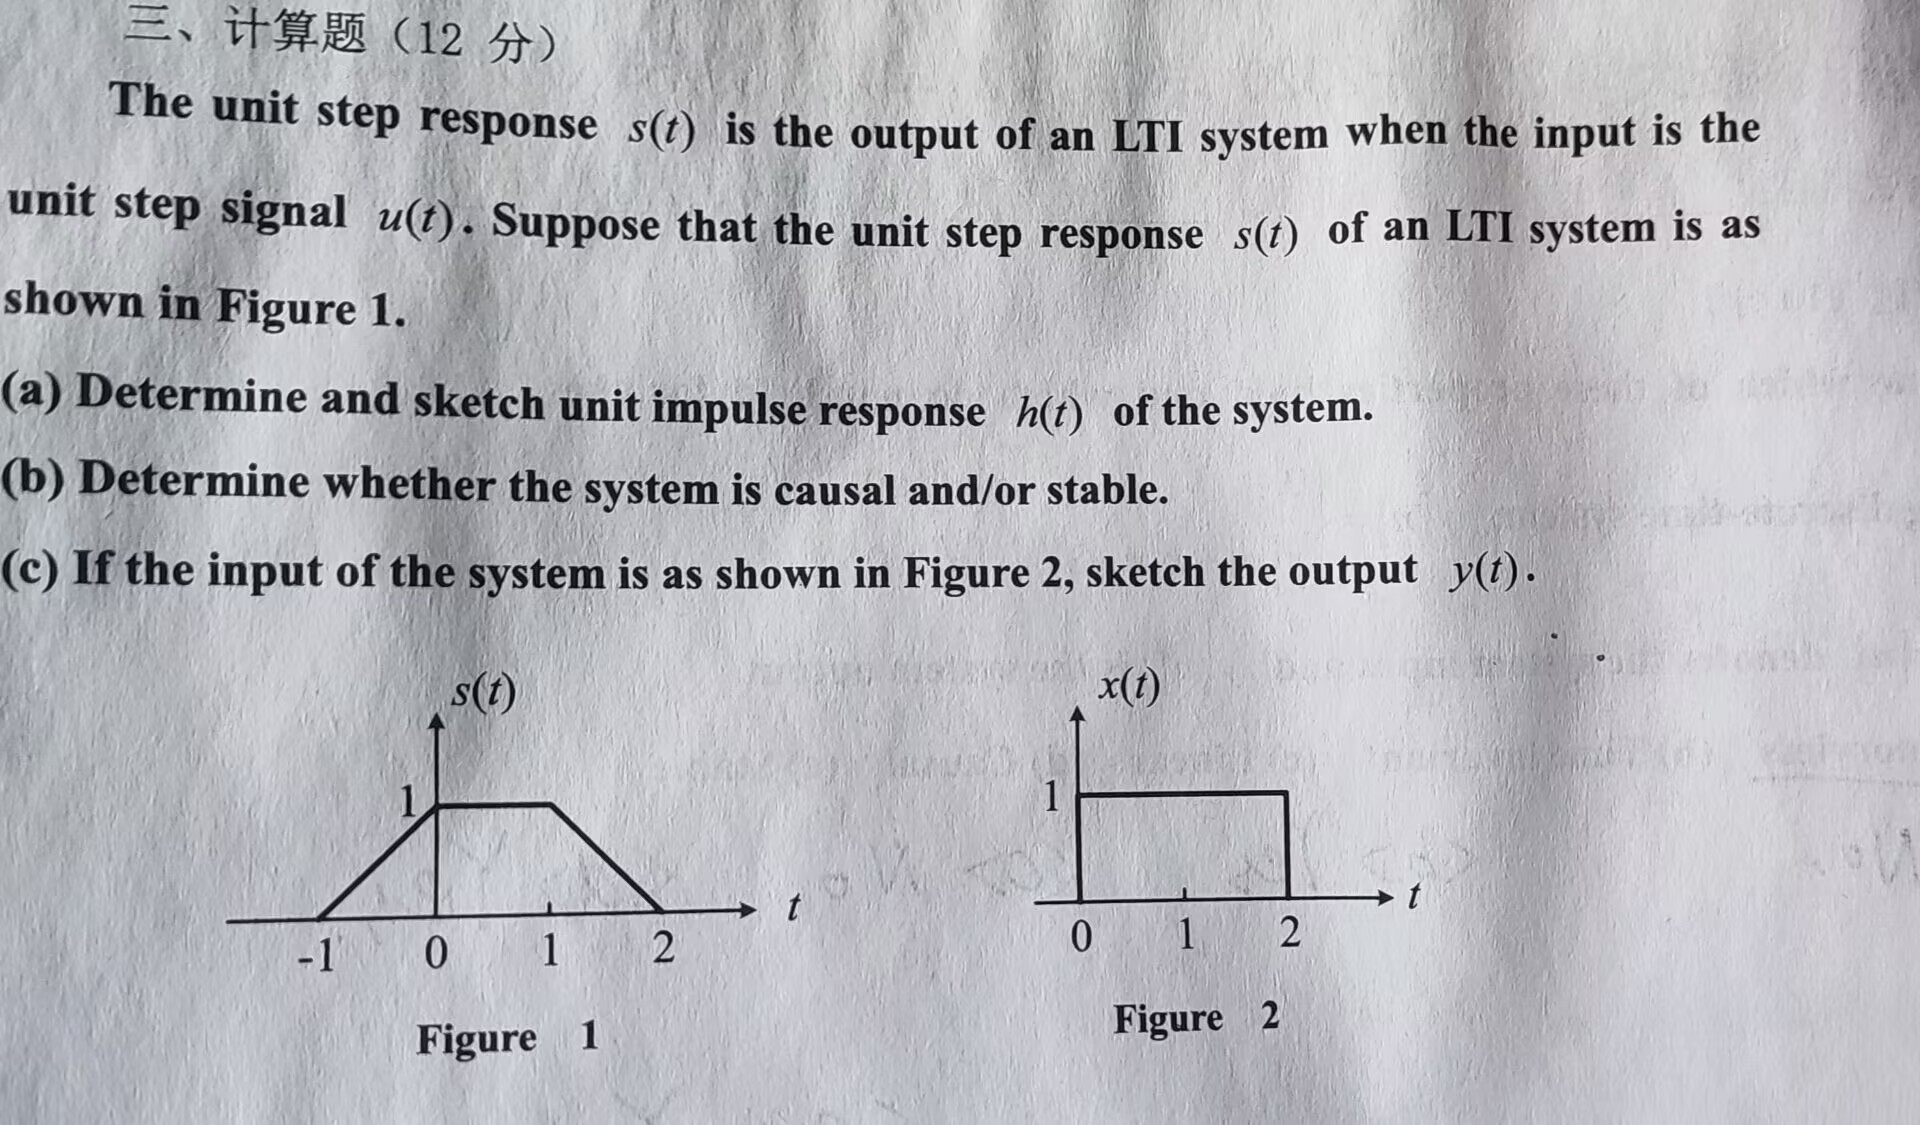 三、计算题（12 分）
The unit step response s(t) is the output of an LTI system when the input is the
unit step signal u(t). Suppose that the unit step response s(t) of an LTI system is as
shown in Figure 1.
(a) Determine and sketch unit impulse response h(t) of the system.
(b) Determine whether the system is causal and/or stable.
(c) If the input of the system is as shown in Figure 2, sketch the output y(t).
s(t)
1
t
-1 0 1 2
Figure 1
x(t)
1
t
0 1 2
Figure 2